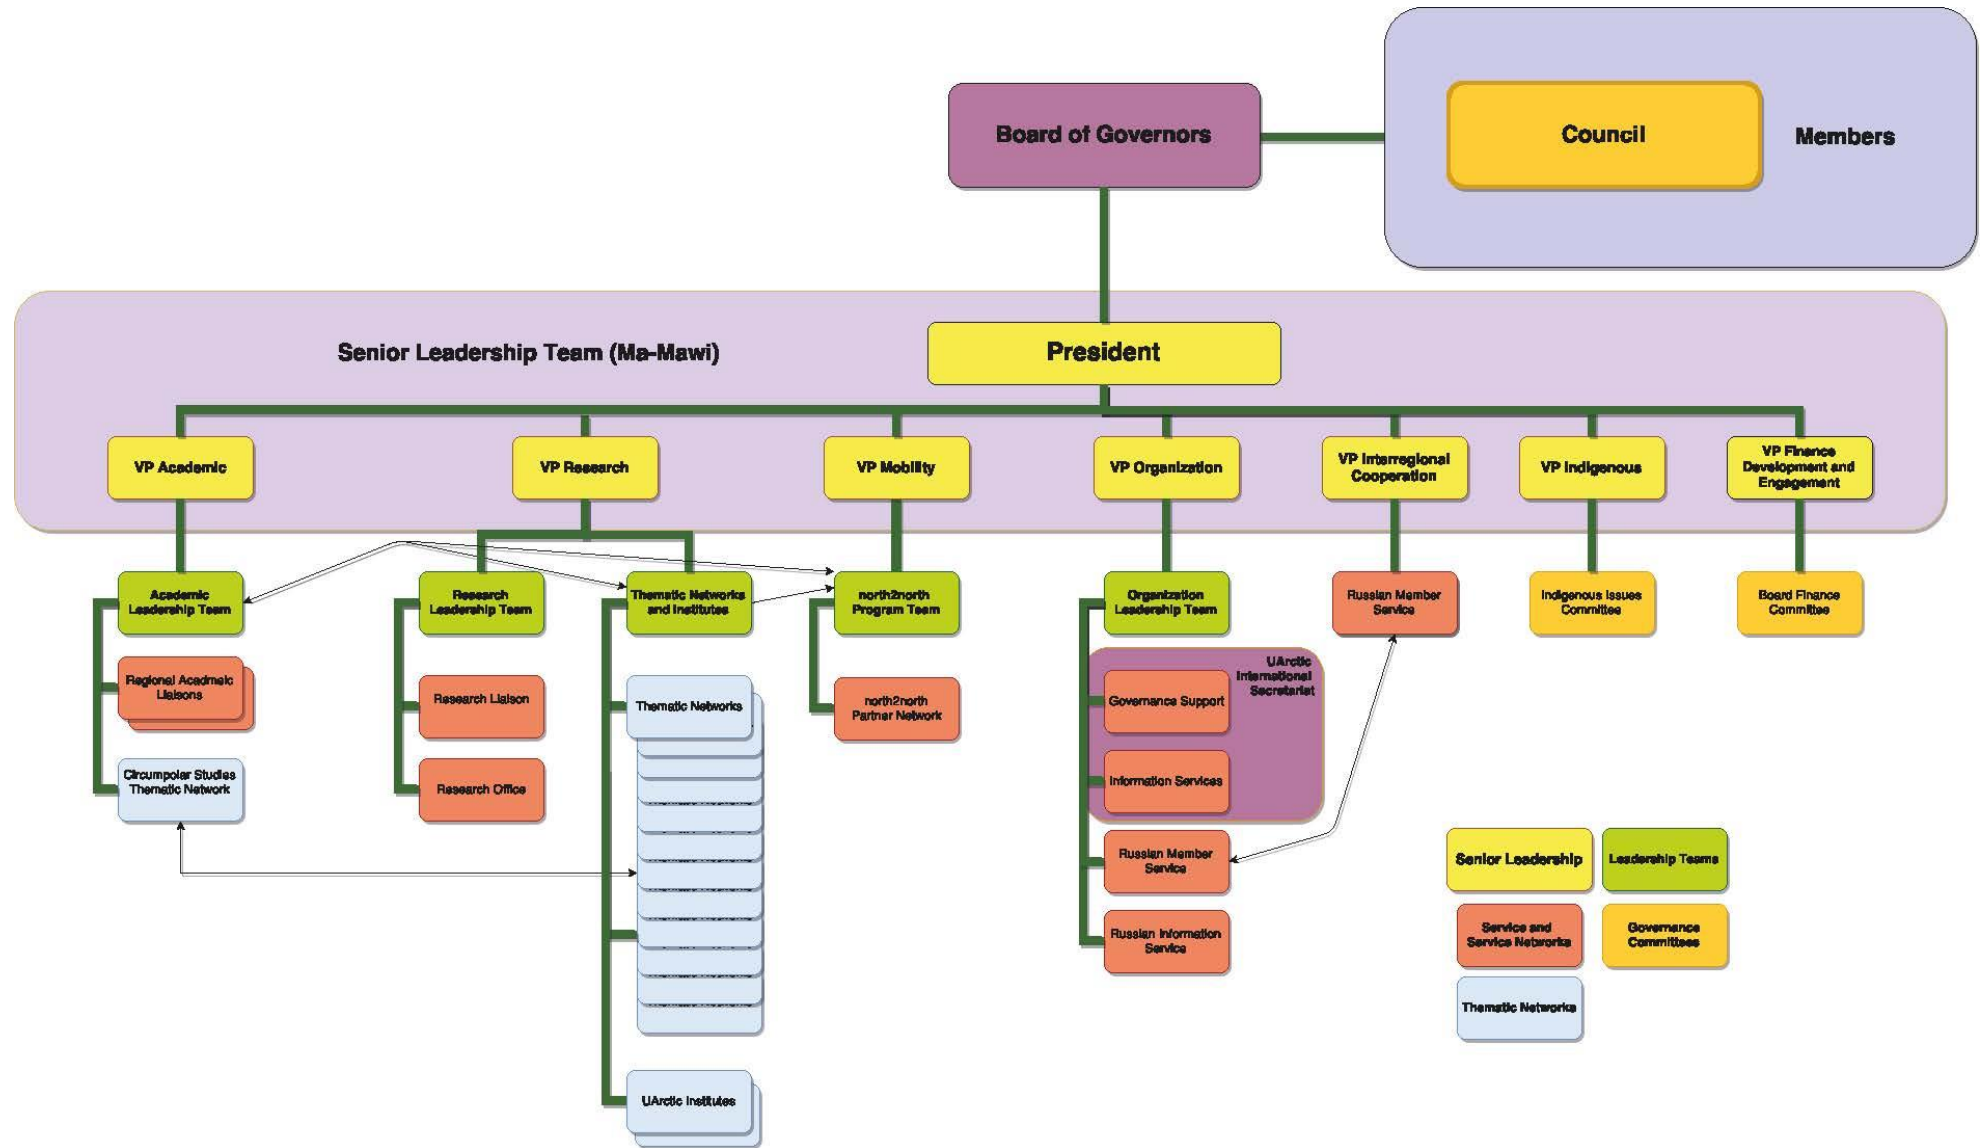 Board of Governors
Council
Members
Senior Leadership Team (Ma-Mawi)
President
VP Academic
VP Research
VP Mobility
VP Organization
VP Interregional
Cooperation
VP Indigenous
VP Finance
Development and
Engagement
Academic
Leadership Team
Research
Leadership Team
Thematic Networks
and Institutes
north2north
Program Team
Organization
Leadership Team
Russian Member
Service
Indigenous Issues
Committee
Board Finance
Committee
Regional Acadmeic
Liaisons
Circumpolar Studies
Thematic Network
Research Liaison
Research Office
Thematic Networks
UArctic Institutes
north2north
Partner Network
UArctic
International
Secretariat
Governance Support
Information Services
Russian Member
Service
Russian Information
Service
Senior Leadership
Leadership Teams
Service and
Service Networks
Governance
Committees
Thematic Networks